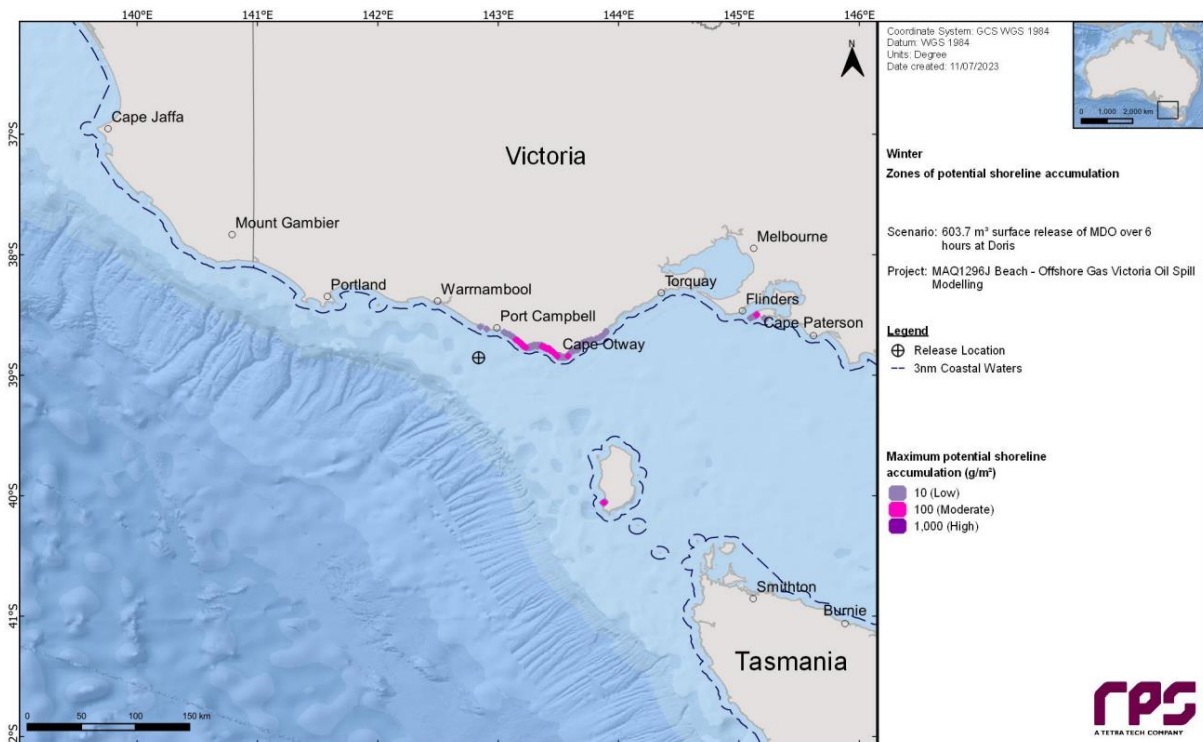 140°E
141°E
142°E
143°E
144°E
145°E
146°E
37°S
38°S
39°S
40°S
41°S
42°S
N
Cape Jaffa
Victoria
Mount Gambier
Melbourne
Portland
Warrnambool
Torquay
Flinders
Port Campbell
Cape Paterson
Cape Otway
Smithton
Burnie
Tasmania
0 50 100 150 km
Coordinate System: GCS WGS 1984
Datum: WGS 1984
Units: Degree
Date created: 11/07/2023
0 1,000 2,000 km
Winter
Zones of potential shoreline accumulation
Scenario: 603.7 m³ surface release of MDO over 6
hours at Doris
Project: MAQ1296J Beach - Offshore Gas Victoria Oil Spill
Modelling
Legend
Release Location
3nm Coastal Waters
Maximum potential shoreline
accumulation (g/m²)
10 (Low)
100 (Moderate)
1,000 (High)
rps
A TETRA TECH COMPANY